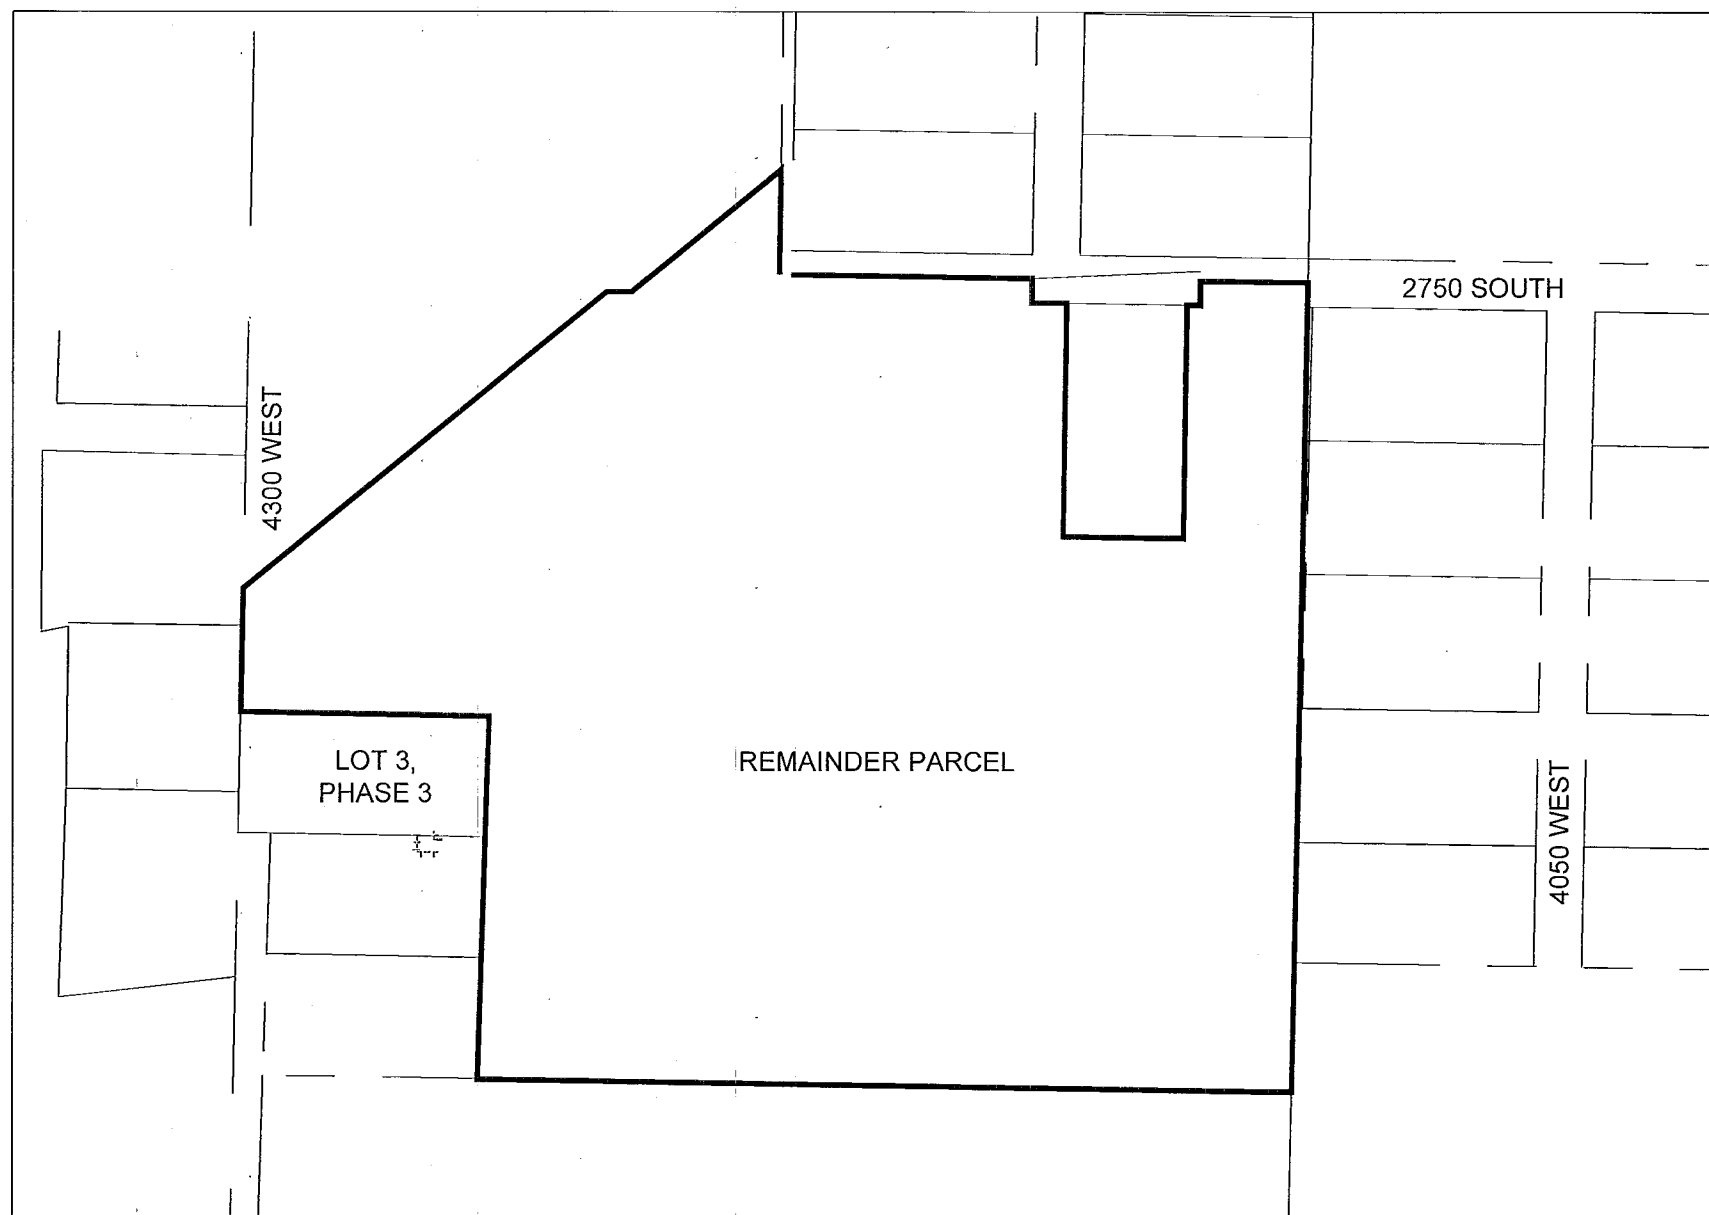 2750 SOUTH
4300 WEST
LOT 3,
PHASE 3
REMAINDER PARCEL
4050 WEST